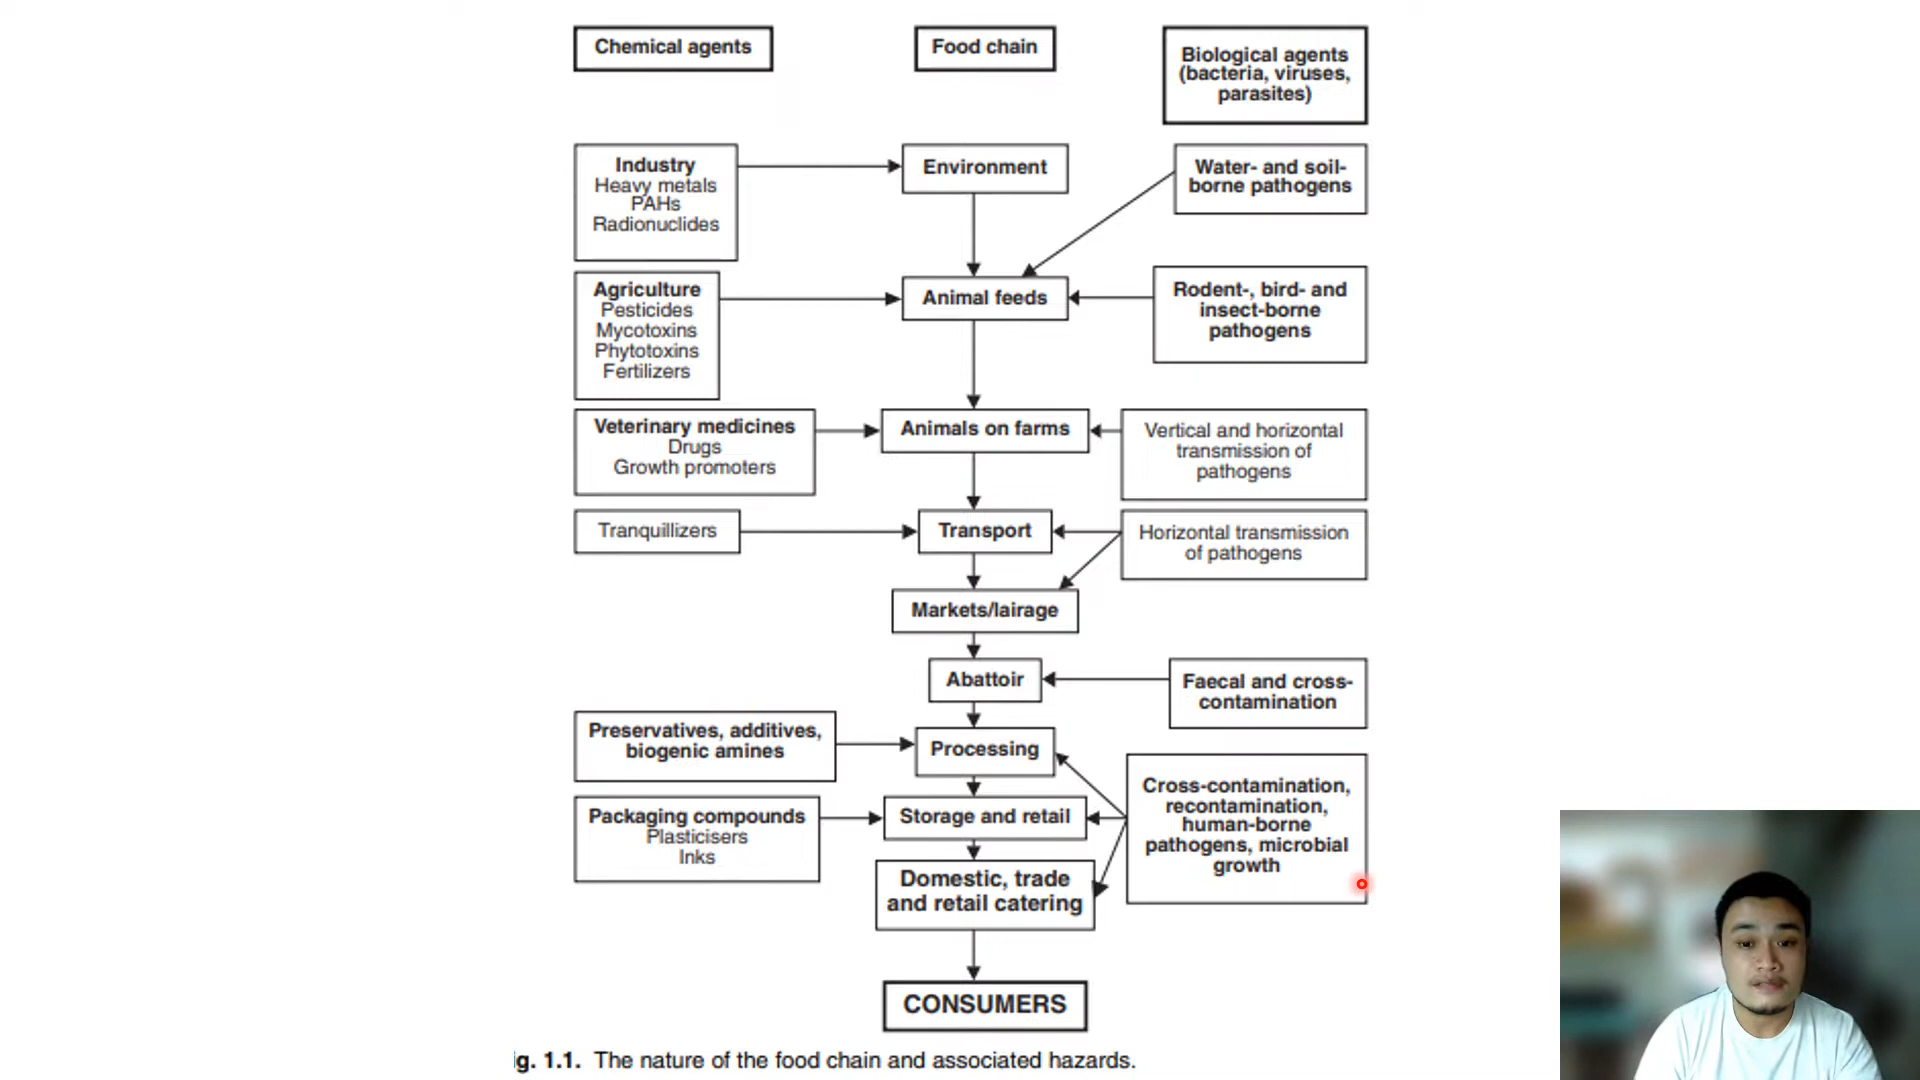 Chemical agents
Food chain
Biological agents
(bacteria, viruses,
parasites)
Industry
Heavy metals
PAHs
Radionuclides
Environment
Water- and soil-
borne pathogens
Agriculture
Pesticides
Mycotoxins
Phytotoxins
Fertilizers
Animal feeds
Rodent-, bird- and
insect-borne
pathogens
Veterinary medicines
Drugs
Growth promoters
Animals on farms
Vertical and horizontal
transmission of
pathogens
Tranquillizers
Transport
Horizontal transmission
of pathogens
Markets/lairage
Abattoir
Faecal and cross-
contamination
Preservatives, additives,
biogenic amines
Processing
Cross-contamination,
recontamination,
human-borne
pathogens, microbial
growth
Packaging compounds
Plasticisers
Inks
Storage and retail
Domestic, trade
and retail catering
CONSUMERS
ig. 1.1. The nature of the food chain and associated hazards.